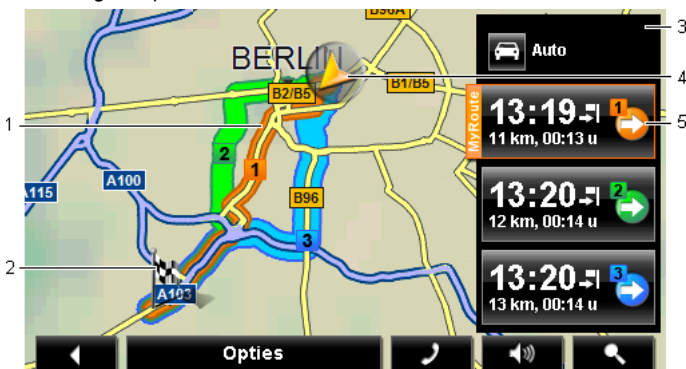 B96A
3
Auto
BERLIN
4
B2/B5
B1/B5
1
MyRoute
13:19
1
5
11 km, 00:13 u
2
1
A100
A115
B96
13:20
2
12 km, 00:14 u
3
2
A103
13:20
3
13 km, 00:14 u
Opties